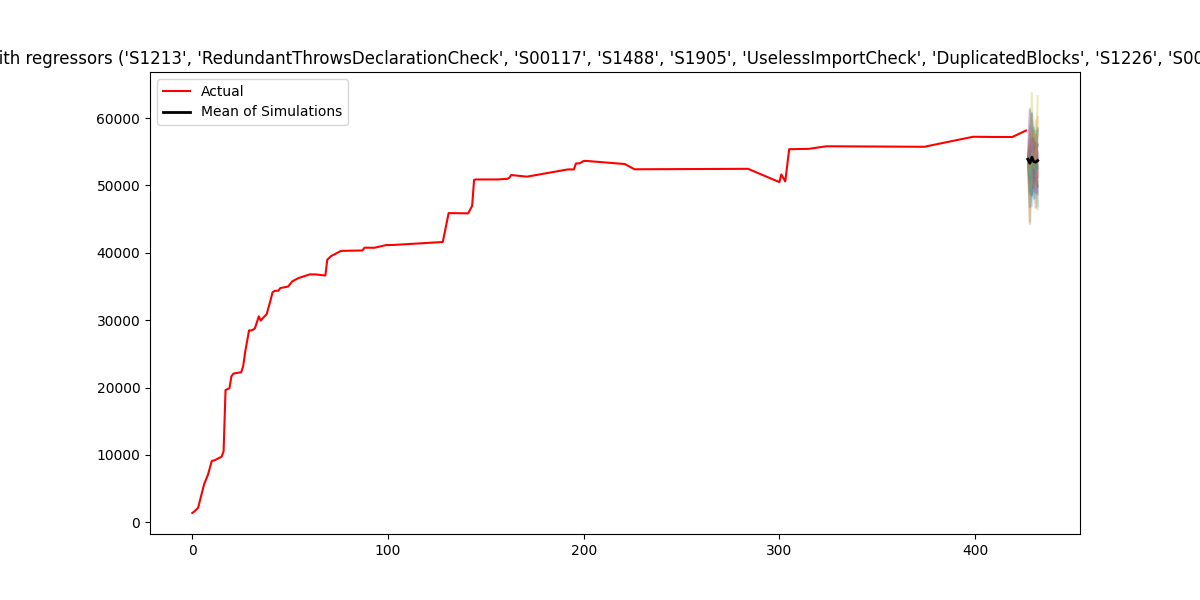 ith regressors ('S1213', 'RedundantThrowsDeclarationCheck', 'S00117', 'S1488', 'S1905', 'UselessImportCheck', 'DuplicatedBlocks', 'S1226', 'S00
Actual
Mean of Simulations
60000
50000
40000
30000
20000
10000
0
0 100 200 300 400